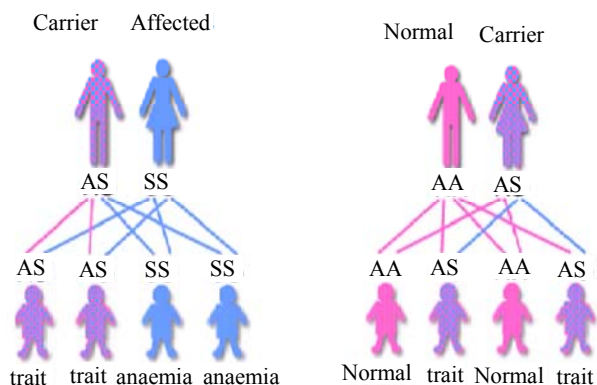 Carrier Affected
AS SS
AS AS SS SS
trait trait anaemia anaemia
Normal Carrier
AA AS
AA AS AA AS
Normal trait Normal trait